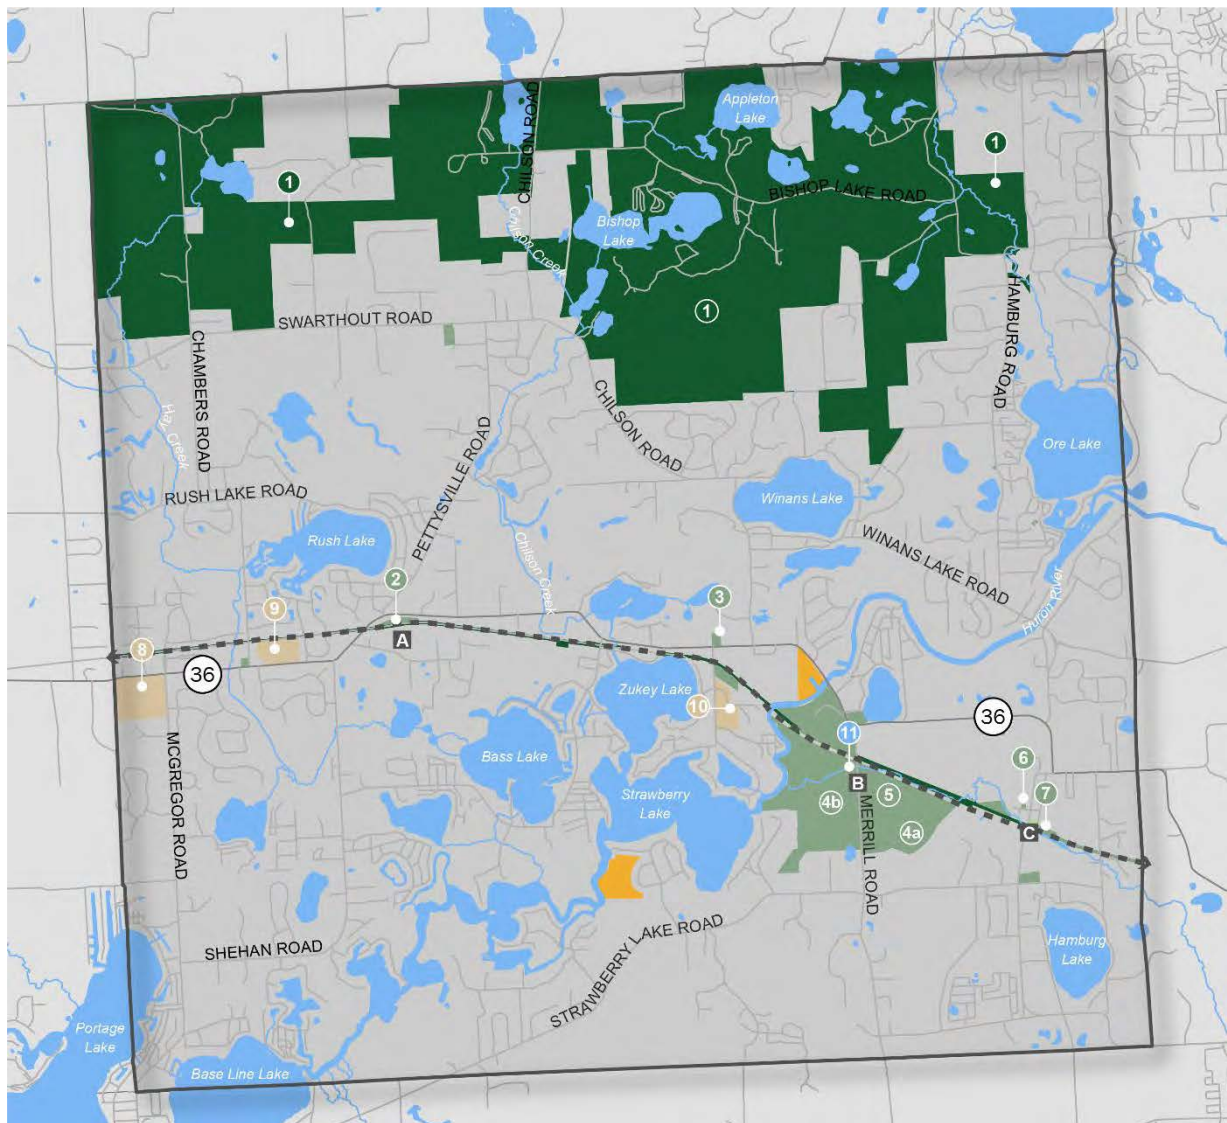 CHILSON ROAD
Appleton
Lake
1
1
BISHOP LAKE ROAD
Bishop
Lake
Chilson Creek
1
HAMBURG ROAD
SWARTHOUT ROAD
CHAMBERS ROAD
CHILSON ROAD
Hay Creek
PETTYSVILLE ROAD
Ore Lake
RUSH LAKE ROAD
Winans Lake
Rush Lake
Chilson Creek
WINANS LAKE ROAD
Huron River
2
3
9
A
8
36
Zukey Lake
10
36
MCGREGOR ROAD
Bass Lake
11
6
B
Strawberry
Lake
4b
5
MERRILL ROAD
7
4a
C
SHEHAN ROAD
STRAWBERRY LAKE ROAD
Hamburg
Lake
Portage
Lake
Base Line Lake